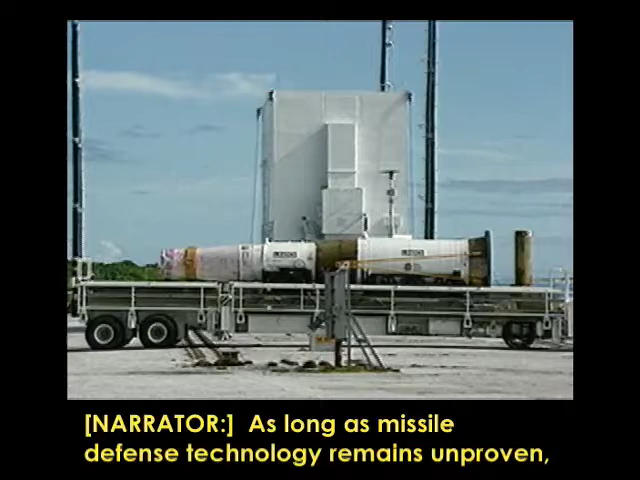 [NARRATOR:] As long as missile
defense technology remains unproven,